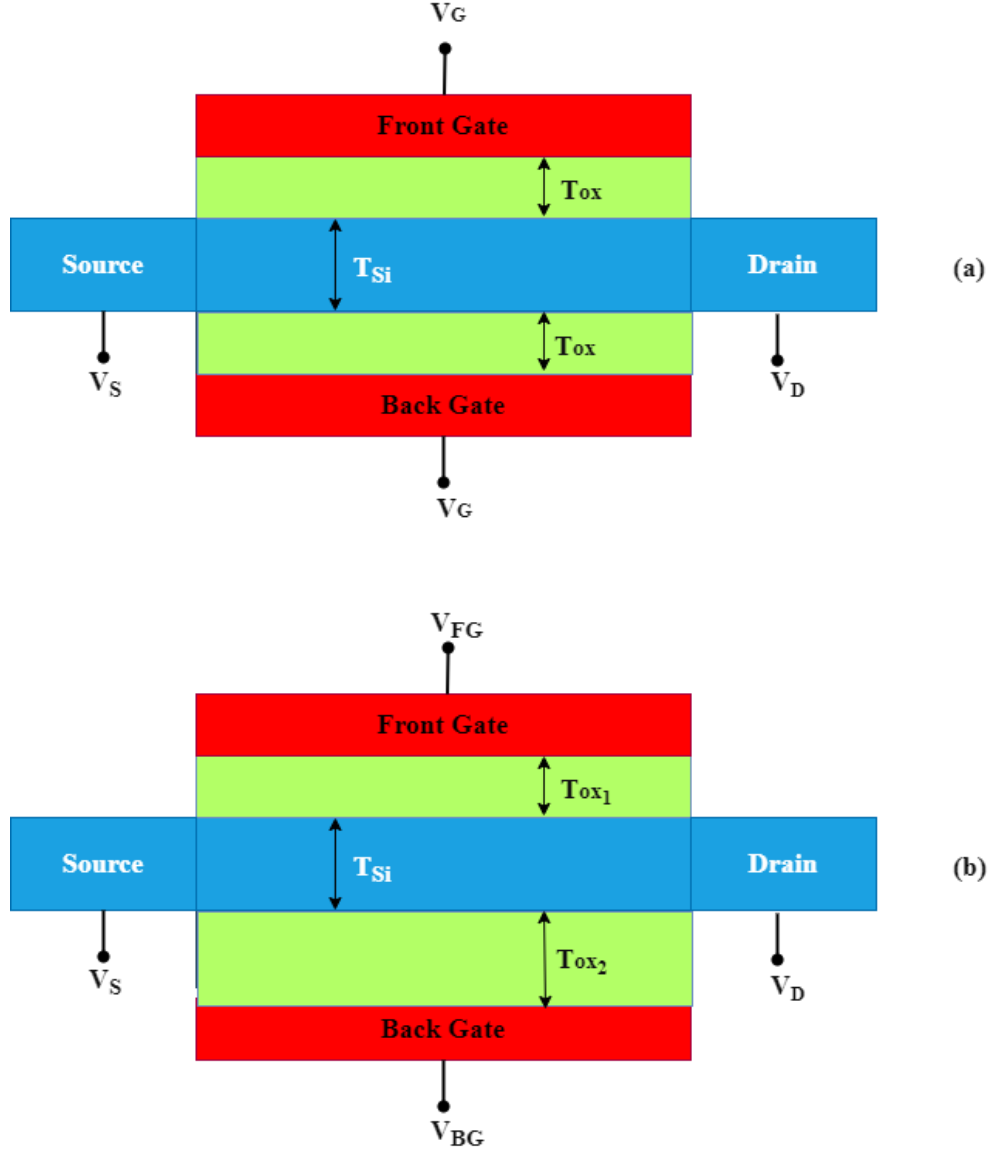 VG
Front Gate
Tox
Source
TSi
Drain
(a)
Tox
VS
VD
Back Gate
VG
VFG
Front Gate
Tox1
Source
TSi
Drain
(b)
Tox2
VS
VD
Back Gate
VBG